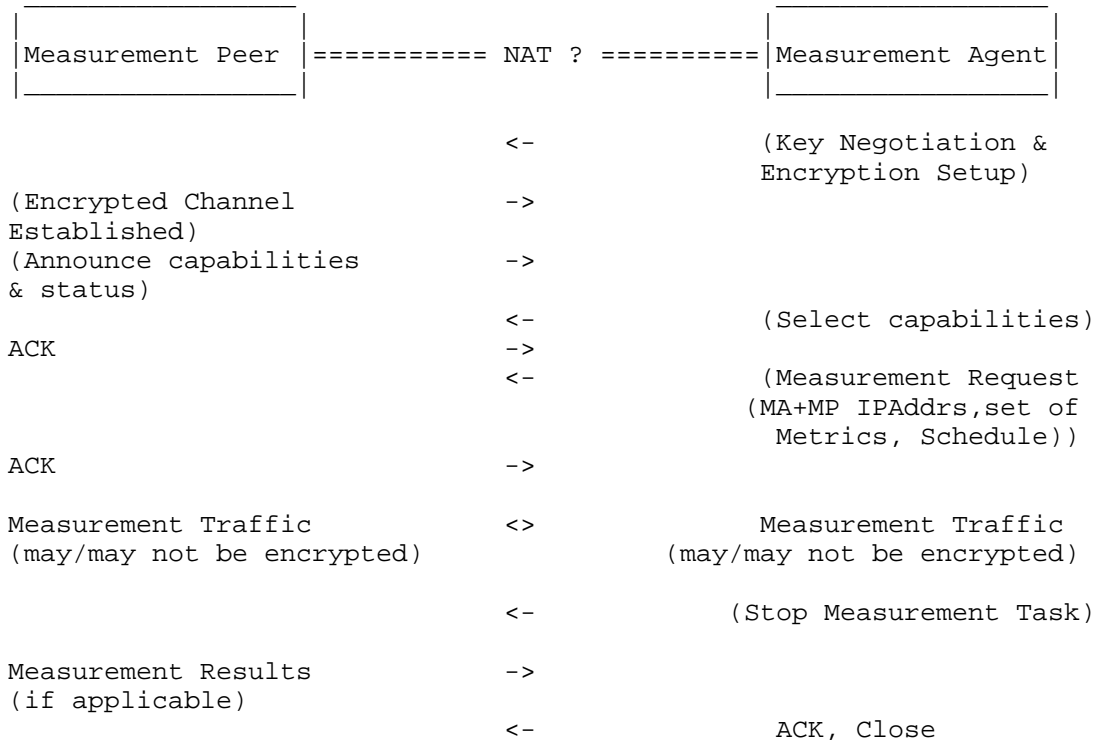 Measurement Peer =========== NAT ? ========== Measurement Agent
<- (Key Negotiation &
Encryption Setup)
(Encrypted Channel ->
Established)
(Announce capabilities ->
& status)
<- (Select capabilities)
ACK ->
<- (Measurement Request
(MA+MP IPAddrs,set of
Metrics, Schedule))
ACK ->
Measurement Traffic <> Measurement Traffic
(may/may not be encrypted) (may/may not be encrypted)
<- (Stop Measurement Task)
Measurement Results ->
(if applicable)
<- ACK, Close